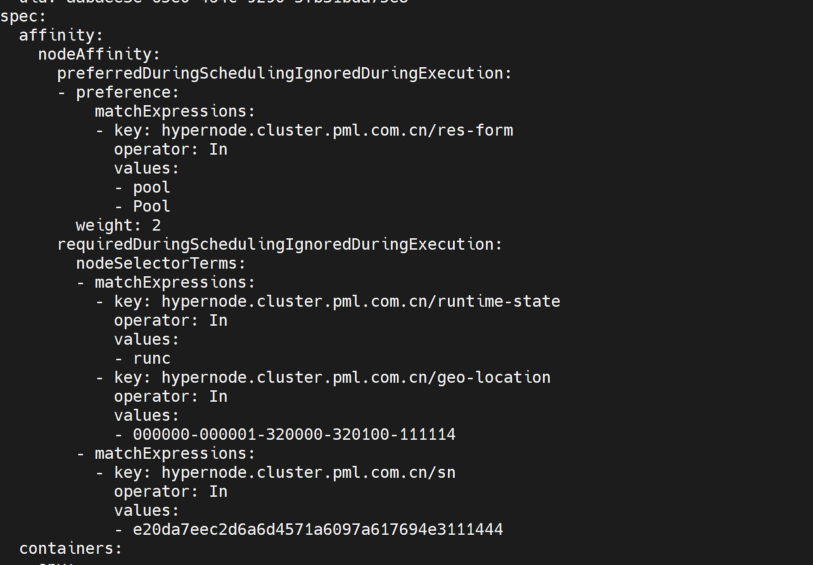 spec:
  affinity:
    nodeAffinity:
      preferredDuringSchedulingIgnoredDuringExecution:
      - preference:
          matchExpressions:
          - key: hypernode.cluster.pml.com.cn/res-form
            operator: In
            values:
            - pool
            - Pool
        weight: 2
      requiredDuringSchedulingIgnoredDuringExecution:
        nodeSelectorTerms:
        - matchExpressions:
          - key: hypernode.cluster.pml.com.cn/runtime-state
            operator: In
            values:
            - runc
          - key: hypernode.cluster.pml.com.cn/geo-location
            operator: In
            values:
            - 000000-000001-320000-320100-111114
        - matchExpressions:
          - key: hypernode.cluster.pml.com.cn/sn
            operator: In
            values:
            - e20da7eec2d6a6d4571a6097a617694e3111444
  containers: